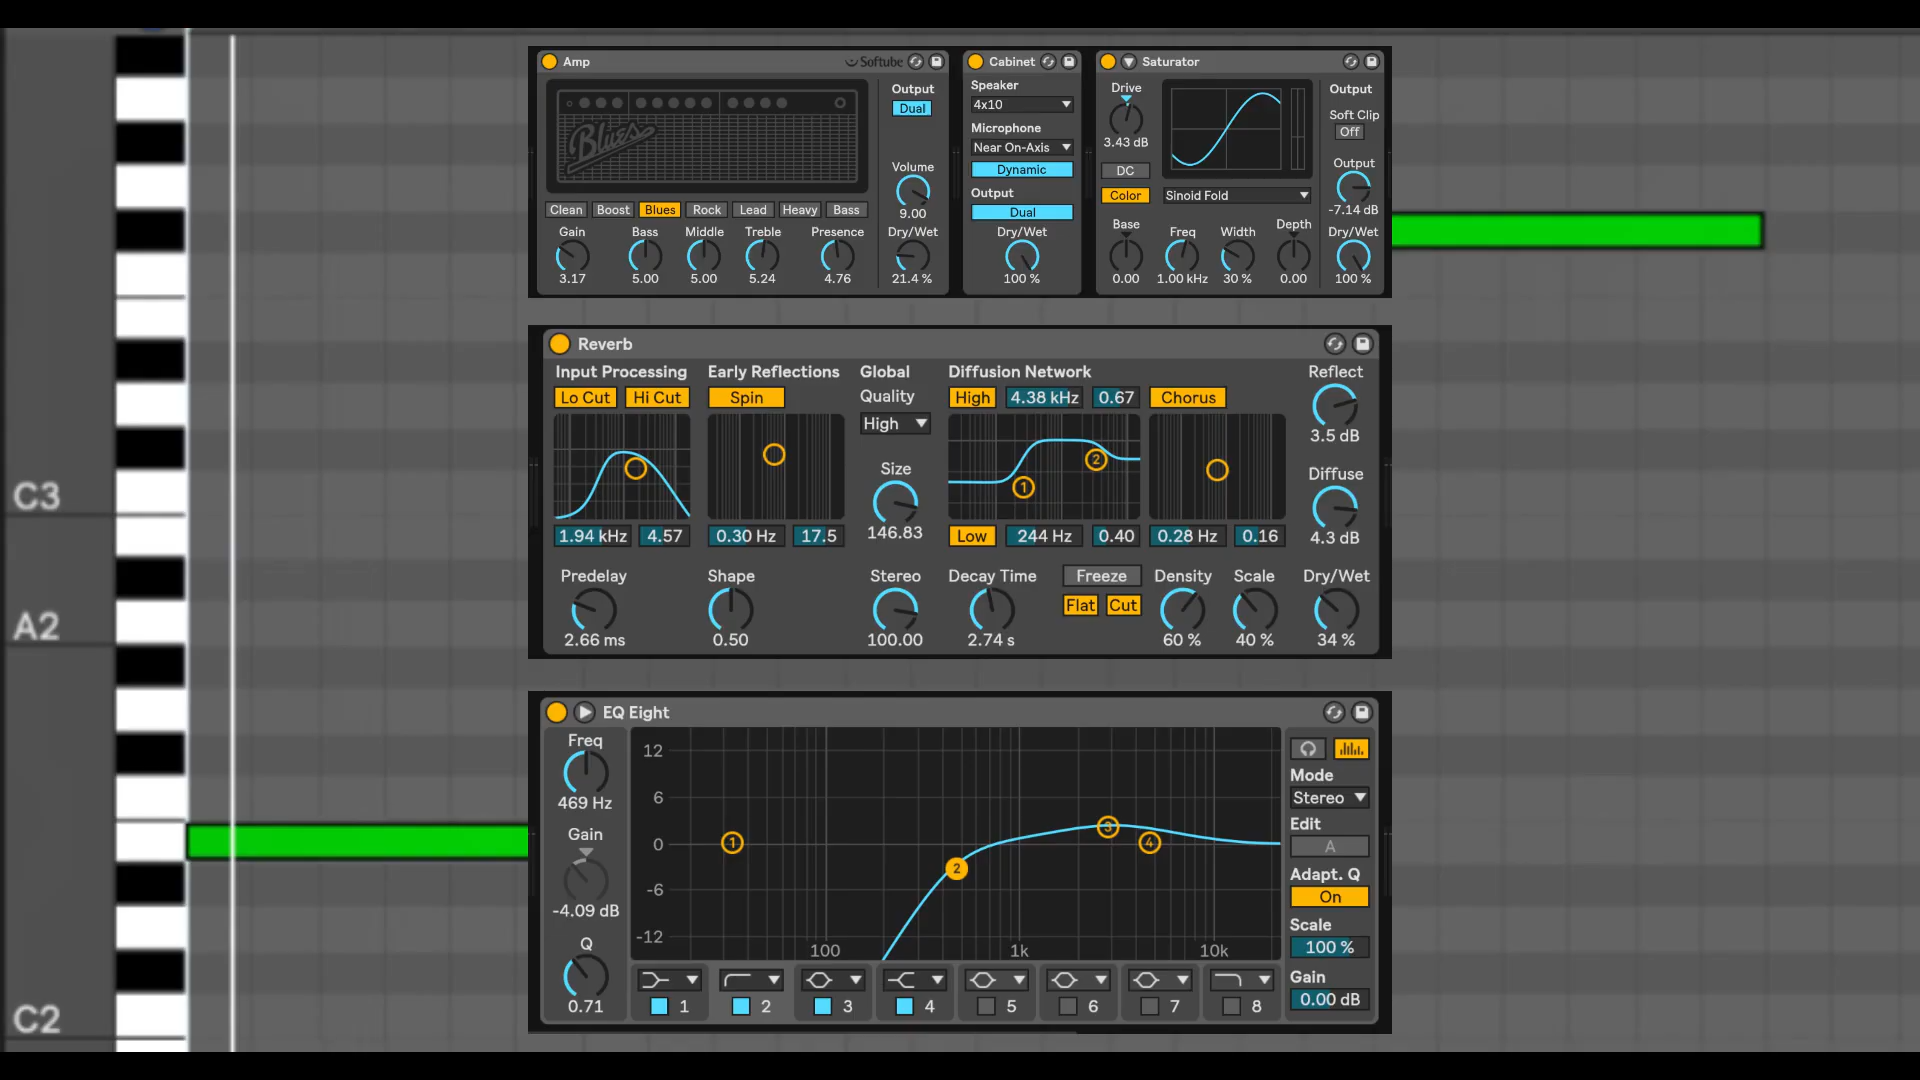 Amp
Softube
Blues
Output
Dual
Volume
9.00
Clean Boost Blues Rock Lead Heavy Bass
Gain Bass Middle Treble Presence Dry/Wet
3.17 5.00 5.00 5.24 4.76 21.4 %
Cabinet
Speaker
4x10
Microphone
Near On-Axis
Dynamic
Output
Dual
Dry/Wet
100 %
Saturator
Drive
3.43 dB
DC
Color
Sinoid Fold
Output
Soft Clip
Off
Output
-7.14 dB
Base Freq Width Depth Dry/Wet
0.00 1.00 kHz 30 % 0.00 100 %
Reverb
Input Processing Early Reflections Global Diffusion Network Reflect
Lo Cut Hi Cut Spin Quality High 4.38 kHz 0.67 Chorus
High
3.5 dB
Size
Diffuse
146.83
1 2
1.94 kHz 4.57 0.30 Hz 17.5 Low 244 Hz 0.40 0.28 Hz 0.16 4.3 dB
Predelay Shape Stereo Decay Time Freeze Density Scale Dry/Wet
Flat Cut
2.66 ms 0.50 100.00 2.74 s 60 % 40 % 34 %
EQ Eight
Freq
469 Hz
Gain
-4.09 dB
Q
0.71
12
6
0
-6
-12
100 1k 10k
1 2 3 4
Mode
Stereo
Edit
A
Adapt. Q
On
Scale
100 %
Gain
0.00 dB
1 2 3 4 5 6 7 8
C3
A2
C2